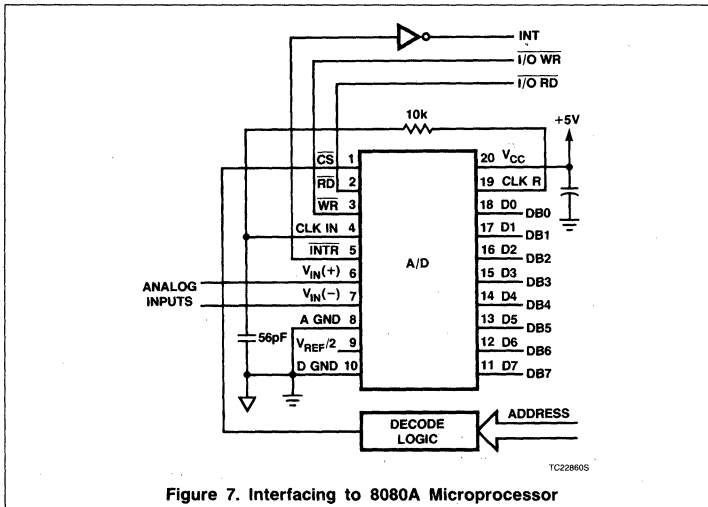 INT
I/O WR
I/O RD
10k
+5V
CS 1
20 VCC
RD 2
19 CLK R
WR 3
18 D0 DB0
CLK IN 4
17 D1 DB1
INTR 5
16 D2 DB2
A/D
VIN(+) 6
15 D3 DB3
ANALOG
INPUTS
VIN(−) 7
14 D4 DB4
A GND 8
13 D5 DB5
56pF
VREF/2 9
12 D6 DB6
D GND 10
11 D7 DB7
DECODE
LOGIC
ADDRESS
TC22860S
Figure 7. Interfacing to 8080A Microprocessor